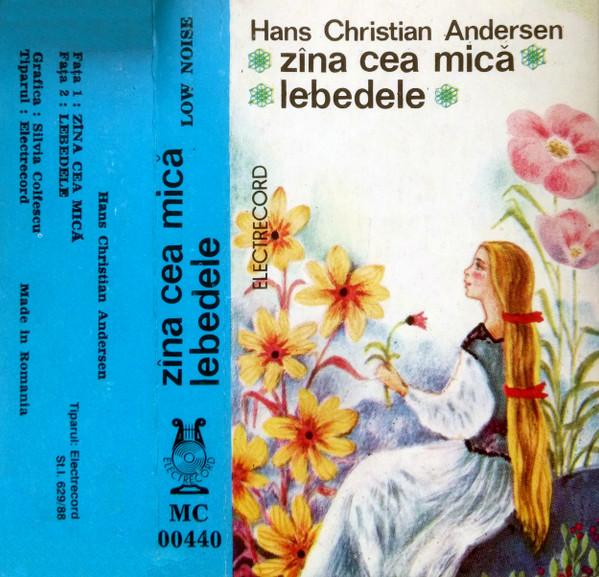 Hans Christian Andersen
zîna cea mică
lebedele
ELECTRECORD
LOW NOISE
zîna cea mică
lebedele
ELECTRECORD
MC
00440
Hans Christian Andersen
Fața 1 : ZÎNA CEA MICĂ
Fața 2 : LEBEDELE
Grafica : Silvia Colfescu
Tiparul : Electrecord
Made in Romania
Tiparul: Electrecord
St.I. 629/88